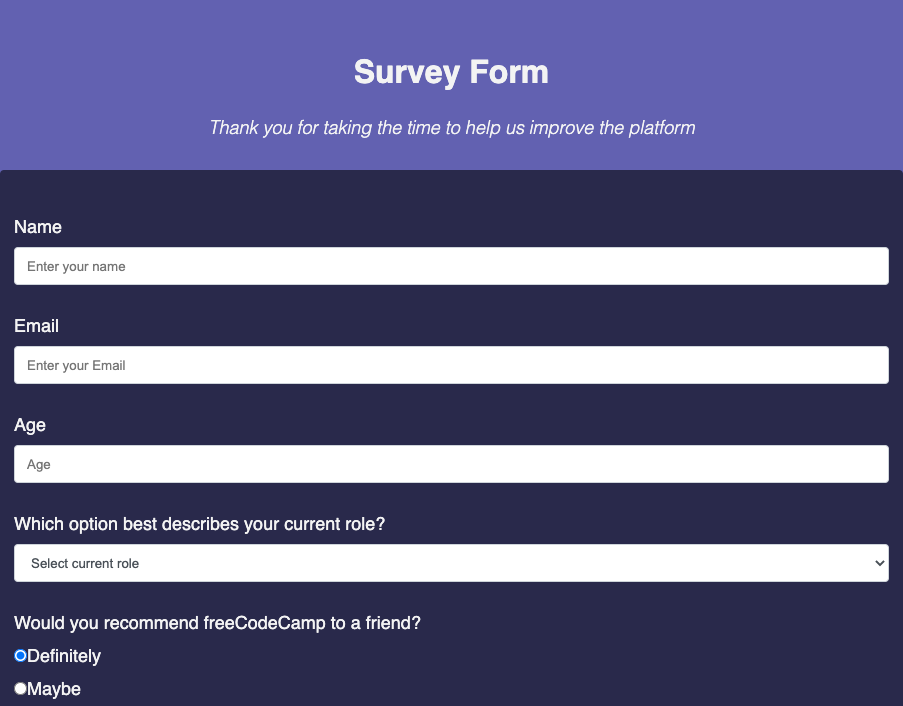 Survey Form
Thank you for taking the time to help us improve the platform
Name
Enter your name
Email
Enter your Email
Age
Age
Which option best describes your current role?
Select current role
Would you recommend freeCodeCamp to a friend?
Definitely
Maybe